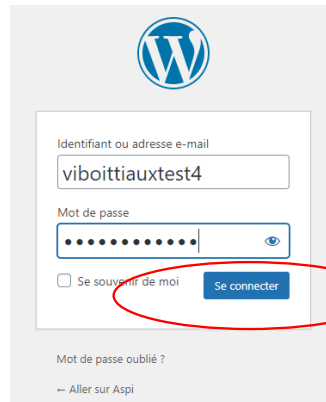 Identifiant ou adresse e-mail
viboittiauxtest4
Mot de passe
●●●●●●●●●●●●
Se souvenir de moi
Se connecter
Mot de passe oublié ?
← Aller sur Aspi